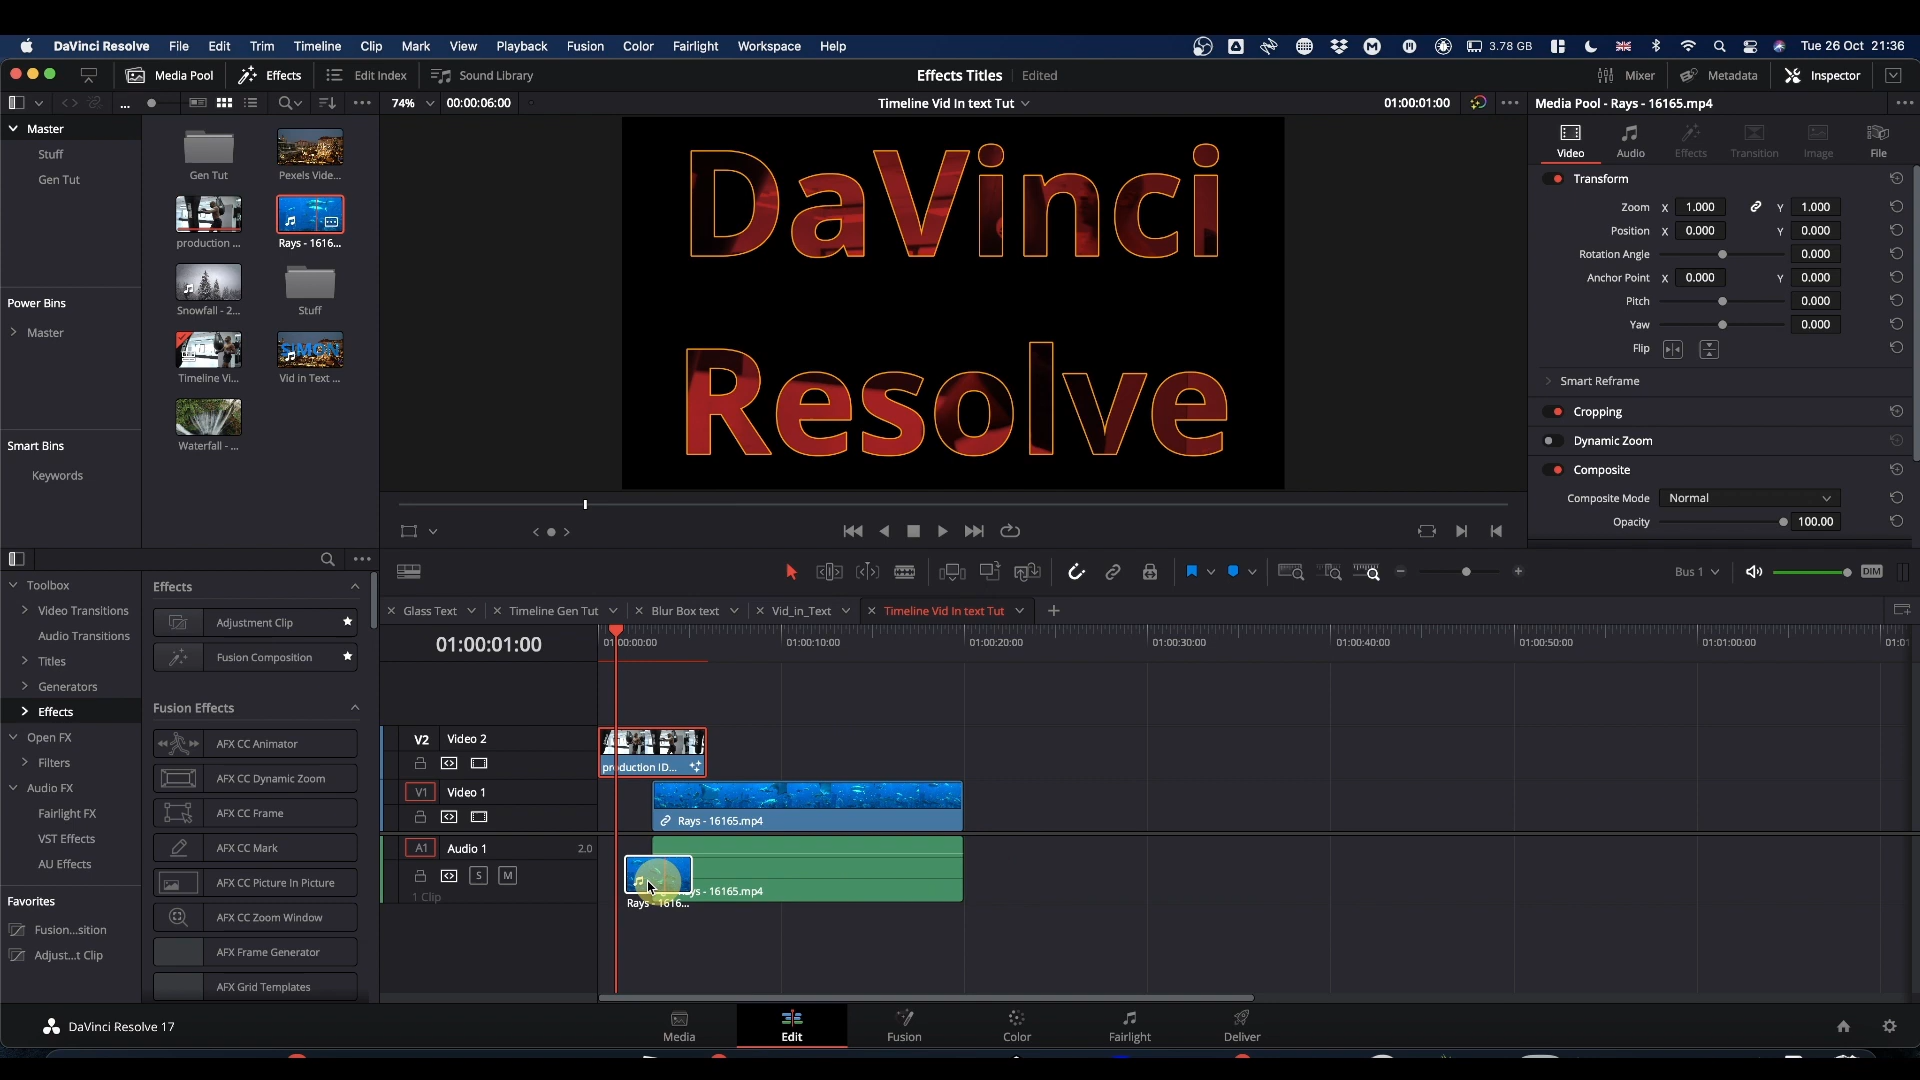 DaVinci Resolve File Edit Trim Timeline Clip Mark View Playback Fusion Color Fairlight Workspace Help 3.78 GB Tue 26 Oct 21:36
Media Pool Effects Edit Index Sound Library Effects Titles Edited Mixer Metadata Inspector
... 74% 00:00:06:00 Timeline Vid In text Tut 01:00:01:00 Media Pool - Rays - 16165.mp4
Master
Stuff
Gen Tut
Power Bins
Master
Smart Bins
Keywords
Gen Tut Pexels Vide...
production ... Rays - 1616...
Snowfall - 2... Stuff
Timeline Vi... Vid in Text ...
Waterfall - ...
SIMON
DaVinci
Resolve
Video Audio Effects Transition Image File
Transform
Zoom X 1.000 Y 1.000
Position X 0.000 Y 0.000
Rotation Angle 0.000
Anchor Point X 0.000 Y 0.000
Pitch 0.000
Yaw 0.000
Flip
Smart Reframe
Cropping
Dynamic Zoom
Composite
Composite Mode Normal
Opacity 100.00
Bus 1 DIM
Toolbox
Video Transitions
Audio Transitions
Titles
Generators
Effects
Open FX
Filters
Audio FX
Fairlight FX
VST Effects
AU Effects
Favorites
Fusion...sition
Adjust...t Clip
Effects
Adjustment Clip
Fusion Composition
Fusion Effects
AFX CC Animator
AFX CC Dynamic Zoom
AFX CC Frame
AFX CC Mark
AFX CC Picture In Picture
AFX CC Zoom Window
AFX Frame Generator
AFX Grid Templates
Glass Text Timeline Gen Tut Blur Box text Vid_in_Text Timeline Vid In text Tut
01:00:01:00 01:00:00:00 01:00:10:00 01:00:20:00 01:00:30:00 01:00:40:00 01:00:50:00 01:01:00:00 01:01
V2 Video 2
production ID...
V1 Video 1
Rays - 16165.mp4
A1 Audio 1 2.0
S M
1 Clip
ys - 16165.mp4
Rays - 1616...
DaVinci Resolve 17 Media Edit Fusion Color Fairlight Deliver